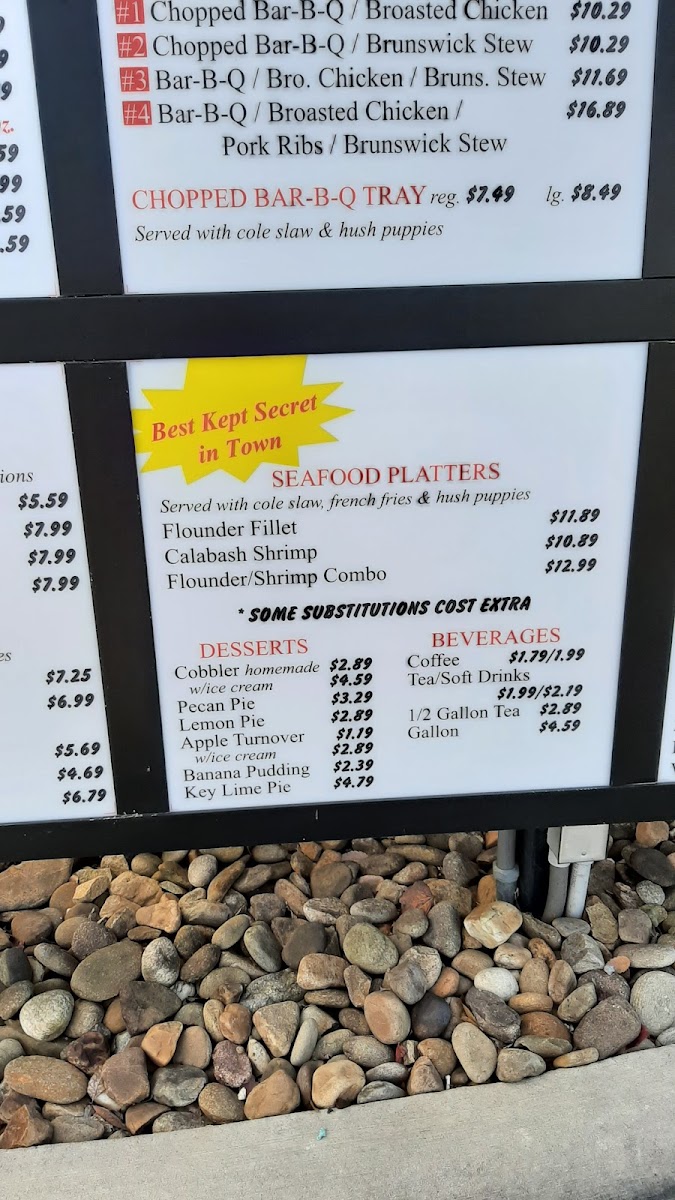 #1 Chopped Bar-B-Q / Broasted Chicken $10.29
#2 Chopped Bar-B-Q / Brunswick Stew $10.29
#3 Bar-B-Q / Bro. Chicken / Bruns. Stew $11.69
#4 Bar-B-Q / Broasted Chicken / $16.89
Pork Ribs / Brunswick Stew
CHOPPED BAR-B-Q TRAY reg. $7.49 lg. $8.49
Served with cole slaw & hush puppies
Best Kept Secret
in Town
SEAFOOD PLATTERS
Served with cole slaw, french fries & hush puppies
Flounder Fillet $11.89
Calabash Shrimp $10.89
Flounder/Shrimp Combo $12.99
* SOME SUBSTITUTIONS COST EXTRA
DESSERTS
Cobbler homemade $2.89
w/ice cream $4.59
Pecan Pie $3.29
Lemon Pie $2.89
Apple Turnover $1.19
w/ice cream $2.89
Banana Pudding $2.39
Key Lime Pie $4.79
BEVERAGES
Coffee $1.79/1.99
Tea/Soft Drinks
$1.99/$2.19
1/2 Gallon Tea $2.89
Gallon $4.59
$5.59
$7.99
$7.99
$7.99
$7.25
$6.99
$5.69
$4.69
$6.79